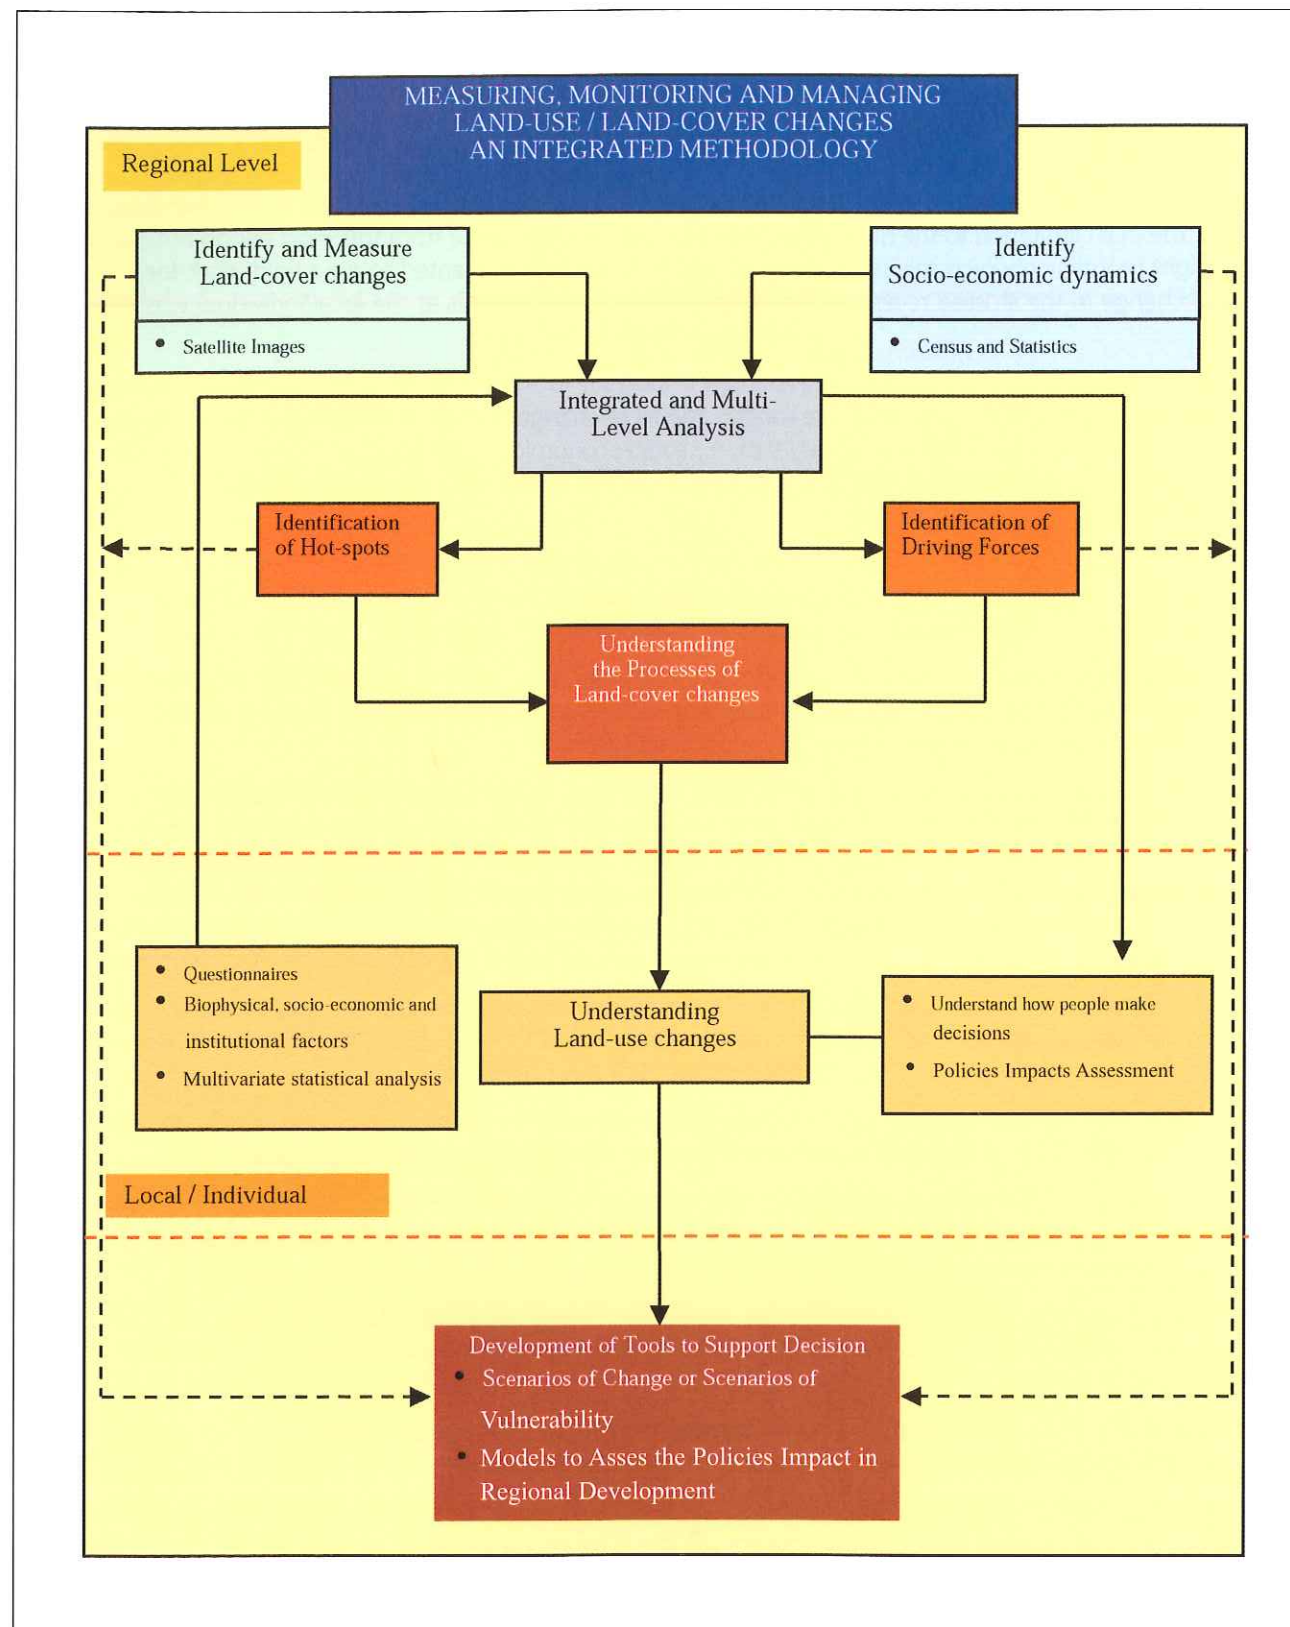 MEASURING, MONITORING AND MANAGING
LAND-USE / LAND-COVER CHANGES
AN INTEGRATED METHODOLOGY
Regional Level
Identify and Measure
Land-cover changes
• Satellite Images
Identify
Socio-economic dynamics
• Census and Statistics
Integrated and Multi-
Level Analysis
Identification
of Hot-spots
Identification of
Driving Forces
Understanding
the Processes of
Land-cover changes
• Questionnaires
• Biophysical, socio-economic and
institutional factors
• Multivariate statistical analysis
Understanding
Land-use changes
• Understand how people make
decisions
• Policies Impacts Assessment
Local / Individual
Development of Tools to Support Decision
• Scenarios of Change or Scenarios of
Vulnerability
• Models to Asses the Policies Impact in
Regional Development